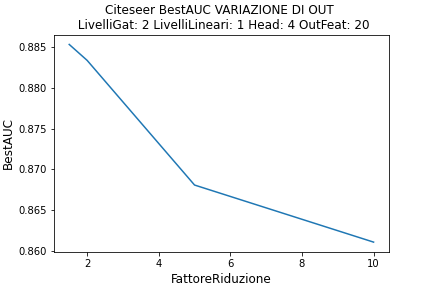 Citeseer BestAUC VARIAZIONE DI OUT
LivelliGat: 2 LivelliLineari: 1 Head: 4 OutFeat: 20
0.885
0.880
0.875
0.870
0.865
0.860
BestAUC
2 4 6 8 10
FattoreRiduzione